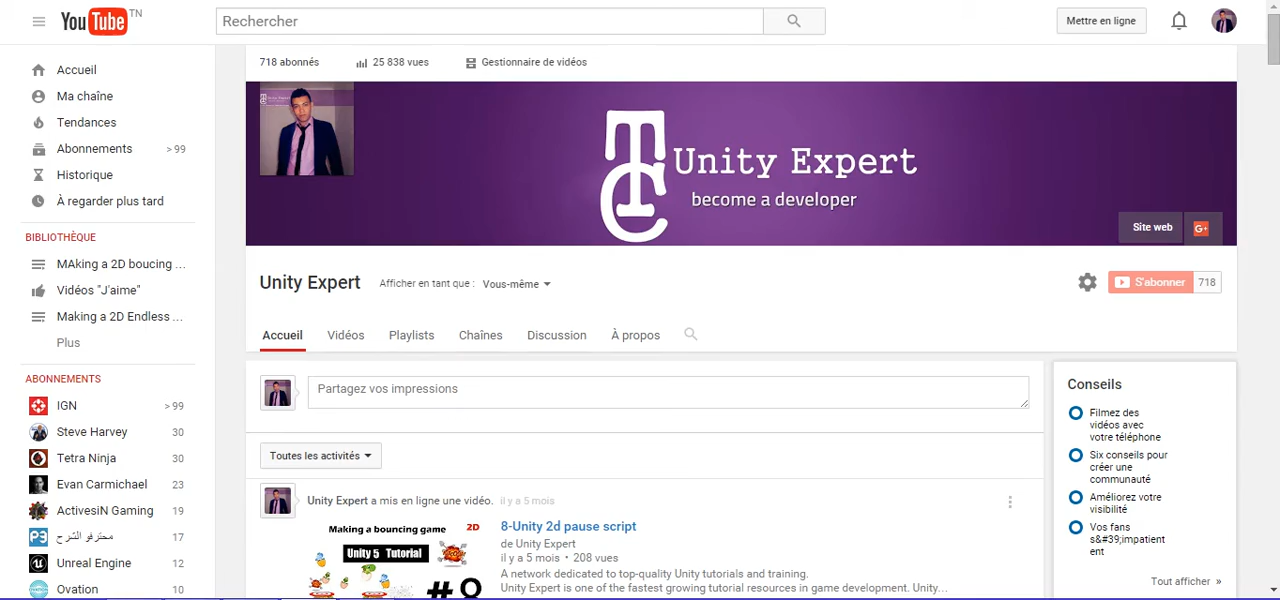 YouTube TN
Rechercher
Mettre en ligne
Accueil
Ma chaîne
Tendances
Abonnements > 99
Historique
À regarder plus tard
BIBLIOTHÈQUE
MAking a 2D boucing ...
Vidéos "J'aime"
Making a 2D Endless ...
Plus
ABONNEMENTS
IGN > 99
Steve Harvey 30
Tetra Ninja 30
Evan Carmichael 23
ActivesiN Gaming 19
محترفو الشرح 17
Unreal Engine 12
Ovation 10
718 abonnés 25 838 vues Gestionnaire de vidéos
Unity Expert
become a developer
Site web G+
Unity Expert Afficher en tant que : Vous-même
S'abonner 718
Accueil Vidéos Playlists Chaînes Discussion À propos
Partagez vos impressions
Toutes les activités
Unity Expert a mis en ligne une vidéo. il y a 5 mois
Making a bouncing game 2D
Unity 5 Tutorial
#8
8-Unity 2d pause script
de Unity Expert
il y a 5 mois • 208 vues
A network dedicated to top-quality Unity tutorials and training.
Unity Expert is one of the fastest growing tutorial resources in game development. Unity...
Conseils
Filmez des
vidéos avec
votre téléphone
Six conseils pour
créer une
communauté
Améliorez votre
visibilité
Vos fans
s&#39;impatient
ent
Tout afficher »